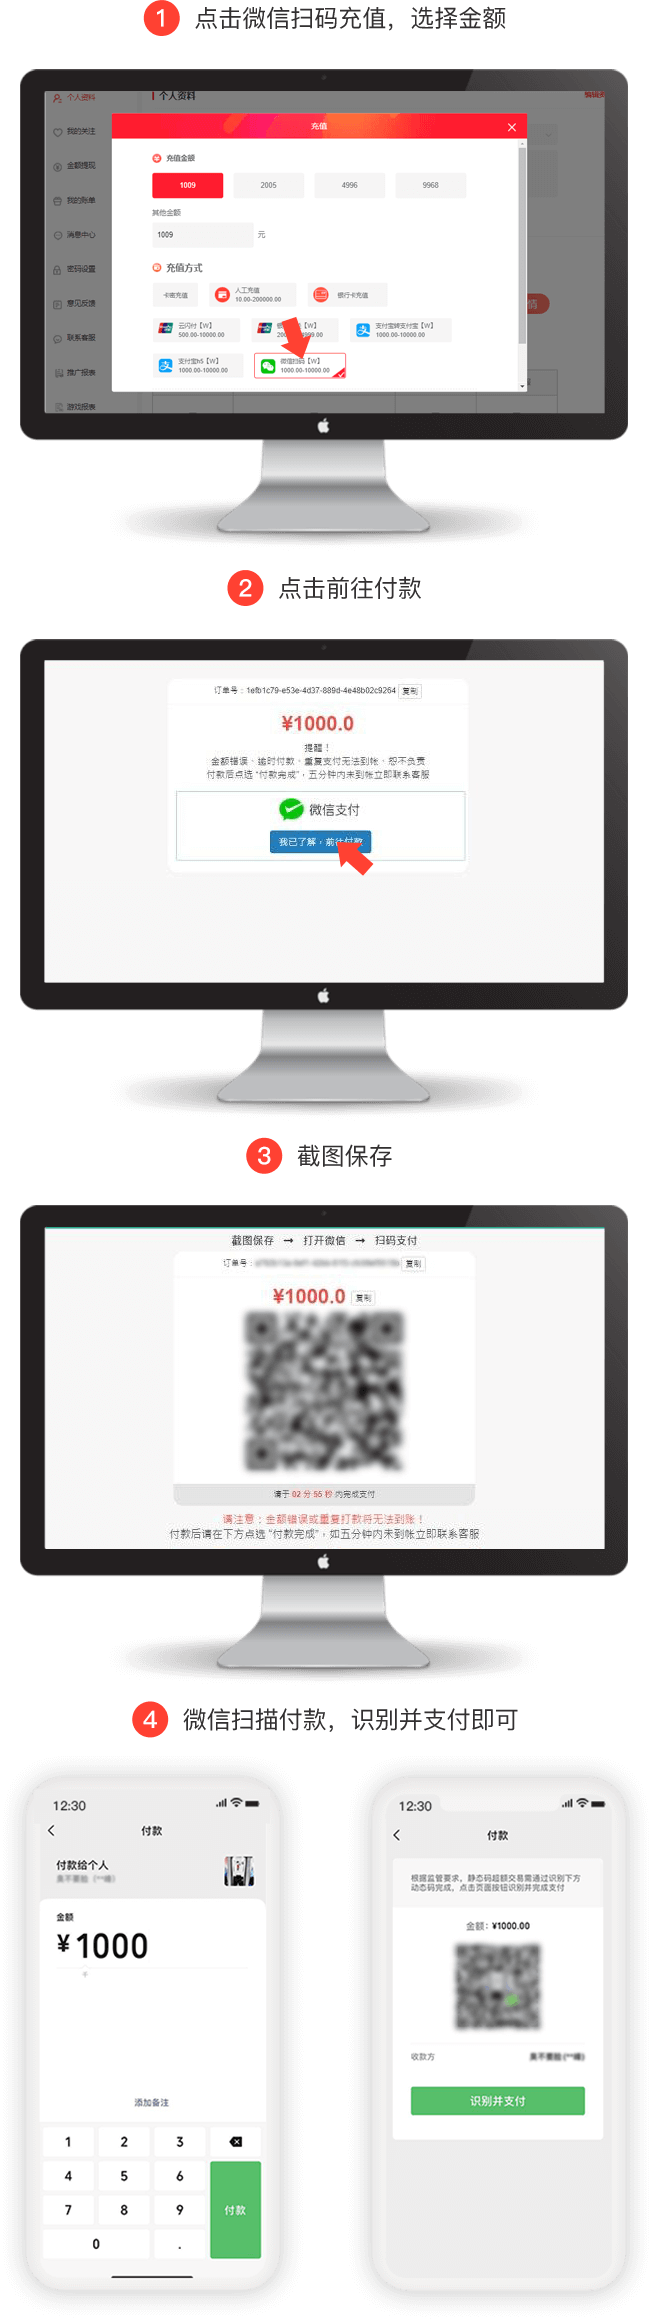 1 点击微信扫码充值，选择金额
个人资料
个人资料
编辑资
我的关注
金额提现
我的账单
消息中心
密码设置
意见反馈
联系客服
推广报表
游戏报表
情
充值
充值金额
1009 2005 4996 9968
其他金额
1009 元
充值方式
卡密充值
人工充值
10.00-200000.00
银行卡充值
云闪付【W】
500.00-10000.00
【W】
支付宝转支付宝【W】
1000.00-10000.00
支付宝h5【W】
1000.00-10000.00
微信扫码【W】
1000.00-10000.00
2 点击前往付款
订单号：1efb1c79-e53e-4d37-889d-4e48b02c9264 复制
¥1000.0
提醒！
金额错误、逾时付款、重复支付无法到帐、恕不负责
付款后点选 “付款完成”，五分钟内未到帐立即联系客服
微信支付
我已了解，前往付款
3 截图保存
截图保存 → 打开微信 → 扫码支付
订单号： 复制
¥1000.0 复制
请于 02 分 55 秒 内完成支付
请注意：金额错误或重复打款将无法到账！
付款后请在下方点选 “付款完成”，如五分钟内未到帐立即联系客服
4 微信扫描付款，识别并支付即可
12:30
付款
付款给个人
金额
¥1000
添加备注
1 2 3
4 5 6
7 8 9
0 .
付款
12:30
付款
根据监管要求，静态码超额交易需通过识别下方
动态码完成，点击页面按钮识别并完成支付
金额：¥1000.00
收款方
识别并支付